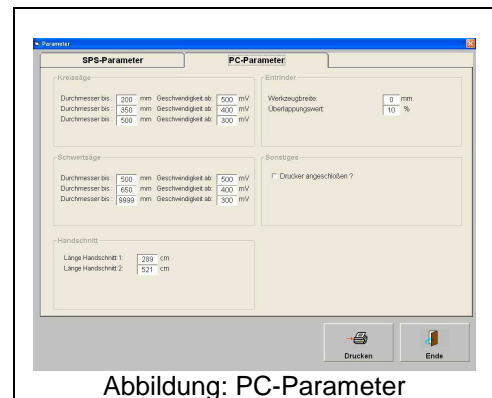 Parameter
SPS-Parameter PC-Parameter
Kreissäge
Durchmesser bis: 200 mm Geschwindigkeit ab: 500 mV
Durchmesser bis: 350 mm Geschwindigkeit ab: 400 mV
Durchmesser bis: 500 mm Geschwindigkeit ab: 300 mV
Entrinder
Werkzeugbreite: 0 mm
Überlappungswert: 10 %
Schwertsäge
Durchmesser bis: 500 mm Geschwindigkeit ab: 500 mV
Durchmesser bis: 650 mm Geschwindigkeit ab: 400 mV
Durchmesser bis: 9999 mm Geschwindigkeit ab: 300 mV
Sonstiges
Drucker angeschloßen ?
Handschnitt
Länge Handschnitt 1: 289 cm
Länge Handschnitt 2: 521 cm
Drucken Ende
Abbildung: PC-Parameter